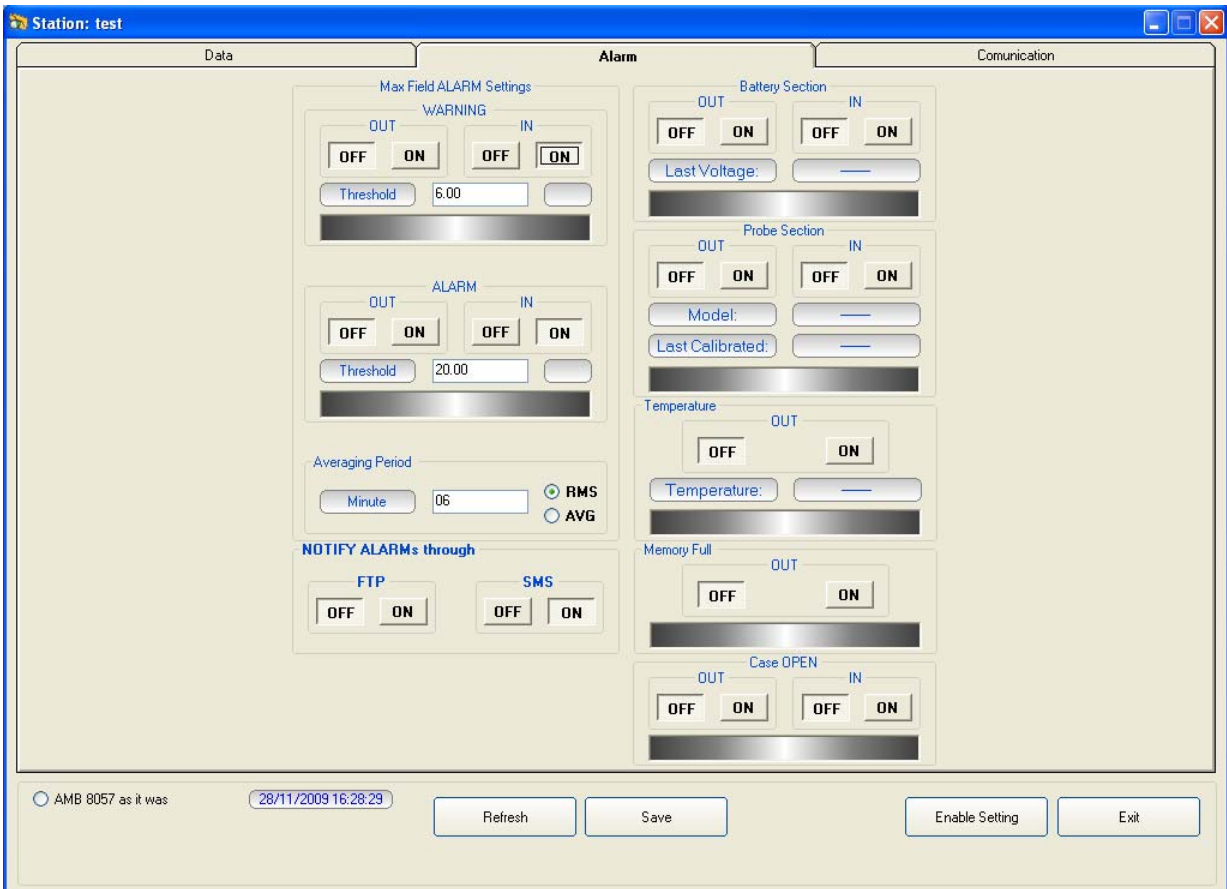 Station: test
Data
Alarm
Comunication
Max Field ALARM Settings
WARNING
OUT
IN
OFF ON
OFF ON
Threshold 6.00
ALARM
OUT
IN
OFF ON
OFF ON
Threshold 20.00
Averaging Period
Minute 06
RMS
AVG
NOTIFY ALARMs through
FTP
SMS
OFF ON
OFF ON
Battery Section
OUT
IN
OFF ON
OFF ON
Last Voltage: ——
Probe Section
OUT
IN
OFF ON
OFF ON
Model: ——
Last Calibrated: ——
Temperature
OUT
OFF ON
Temperature: ——
Memory Full
OUT
OFF ON
Case OPEN
OUT
IN
OFF ON
OFF ON
AMB 8057 as it was
28/11/2009 16:28:29
Refresh
Save
Enable Setting
Exit